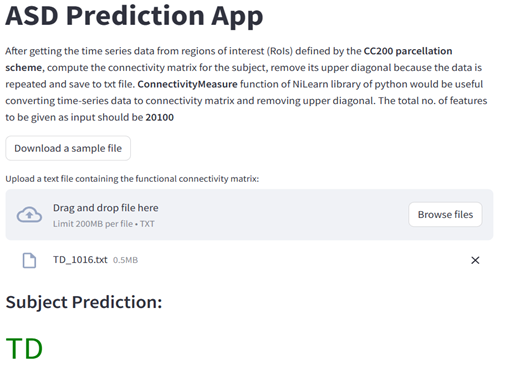 ASD Prediction App
After getting the time series data from regions of interest (RoIs) defined by the CC200 parcellation
scheme, compute the connectivity matrix for the subject, remove its upper diagonal because the data is
repeated and save to txt file. ConnectivityMeasure function of NiLearn library of python would be useful
converting time-series data to connectivity matrix and removing upper diagonal. The total no. of features
to be given as input should be 20100
Download a sample file
Upload a text file containing the functional connectivity matrix:
Drag and drop file here
Limit 200MB per file • TXT
Browse files
TD_1016.txt 0.5MB
Subject Prediction:
TD